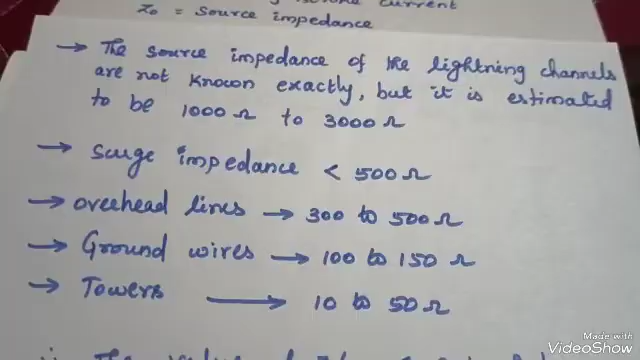 stroke current
Zo = Source impedance
→ The source impedance of the lightning channels
are not known exactly, but it is estimated
to be 1000 Ω to 3000 Ω
→ Surge impedance < 500 Ω
→ overhead lines → 300 to 500 Ω
→ Ground wires → 100 to 150 Ω
→ Towers → 10 to 50 Ω
Made with
VideoShow